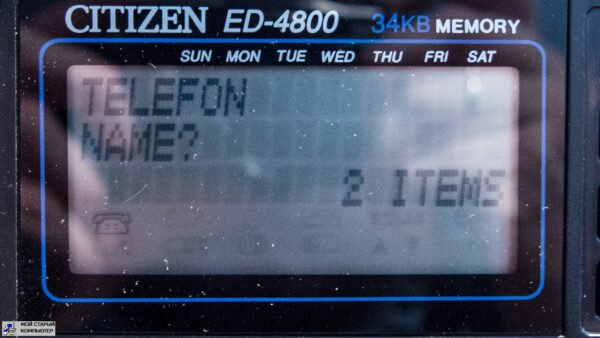 CITIZEN ED-4800 34KB MEMORY
SUN MON TUE WED THU FRI SAT
TELEFON
NAME?
2 ITEMS
МОЙ СТАРЫЙ
КОМПЬЮТЕР